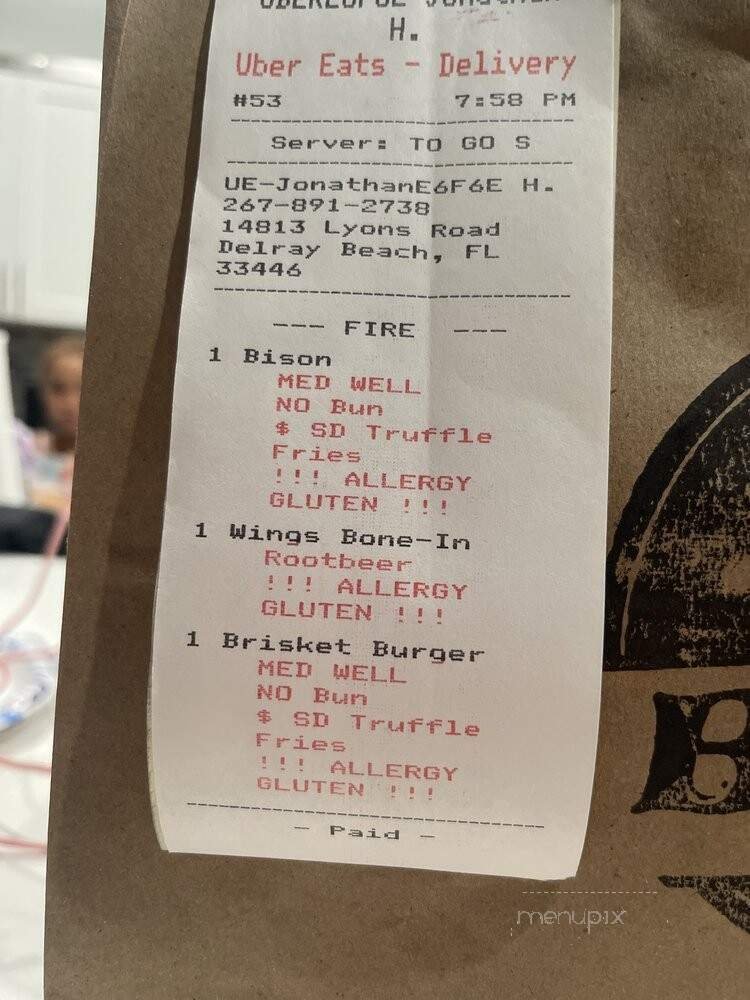 H.
Uber Eats - Delivery
#53 7:58 PM
Server: TO GO S
UE-JonathanE6F6E H.
267-891-2738
14813 Lyons Road
Delray Beach, FL
33446
--- FIRE ---
1 Bison
MED WELL
NO Bun
$ SD Truffle
Fries
!!! ALLERGY
GLUTEN !!!
1 Wings Bone-In
Rootbeer
!!! ALLERGY
GLUTEN !!!
1 Brisket Burger
MED WELL
NO Bun
$ SD Truffle
Fries
!!! ALLERGY
GLUTEN !!!
- Paid -
B
menupix